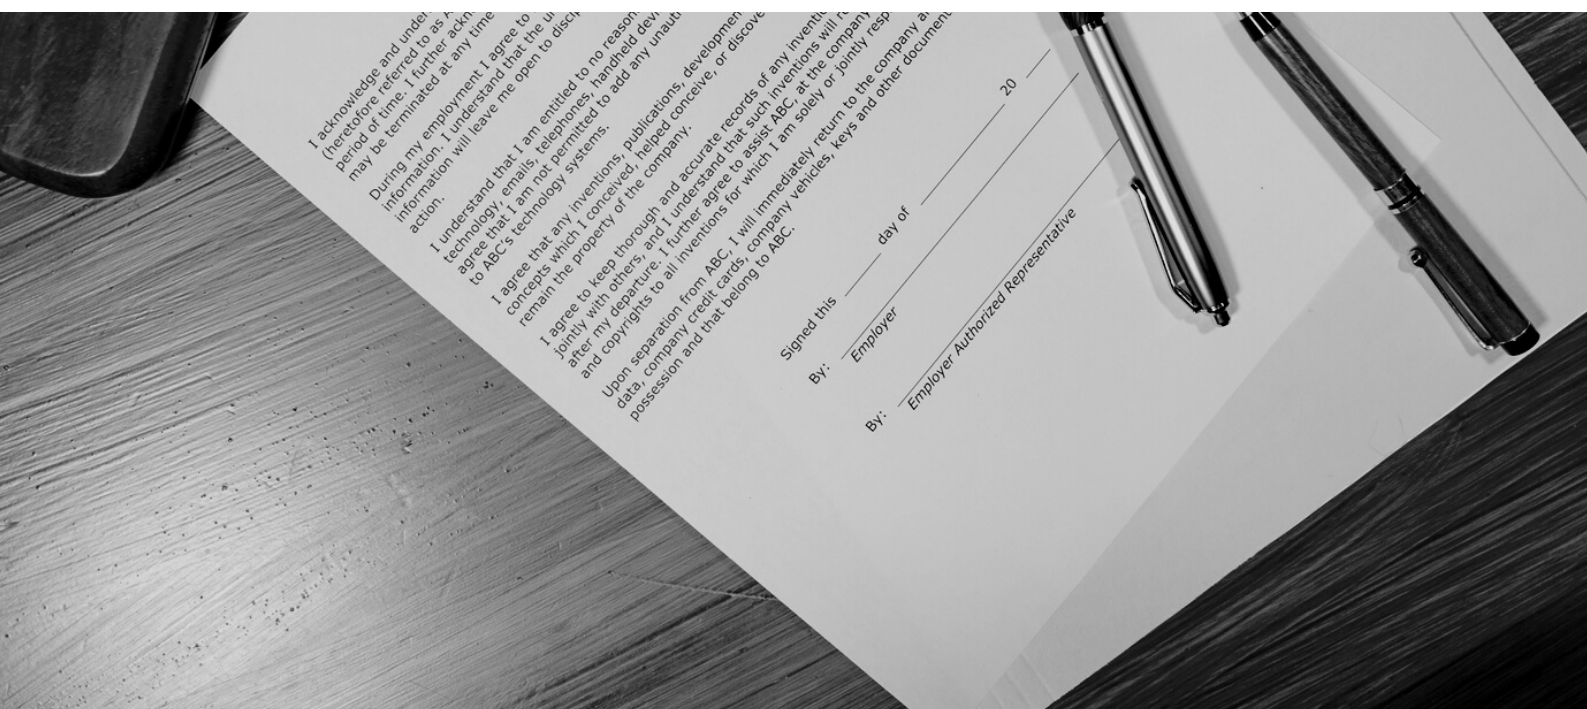 I acknowledge and under
(heretofore referred to as A
period of time. I further ackn
may be terminated at any time
During my employment I agree to
information. I understand that the u
information will leave me open to discip
action.
I understand that I am entitled to no reason
technology, emails, telephones, handheld devi
agree that I am not permitted to add any unaut
to ABC's technology systems.
I agree that any inventions, publications, development
concepts which I conceived, helped conceive, or discove
remain the property of the company.
I agree to keep thorough and accurate records of any inventi
jointly with others, and I understand that such inventions will r
after my departure. I further agree to assist ABC, at the company
and copyrights to all inventions for which I am solely or jointly resp
Upon separation from ABC, I will immediately return to the company a
data, company credit cards, company vehicles, keys and other document
possession and that belong to ABC.
Signed this day of 20
By:
Employer
By:
Employer Authorized Representative